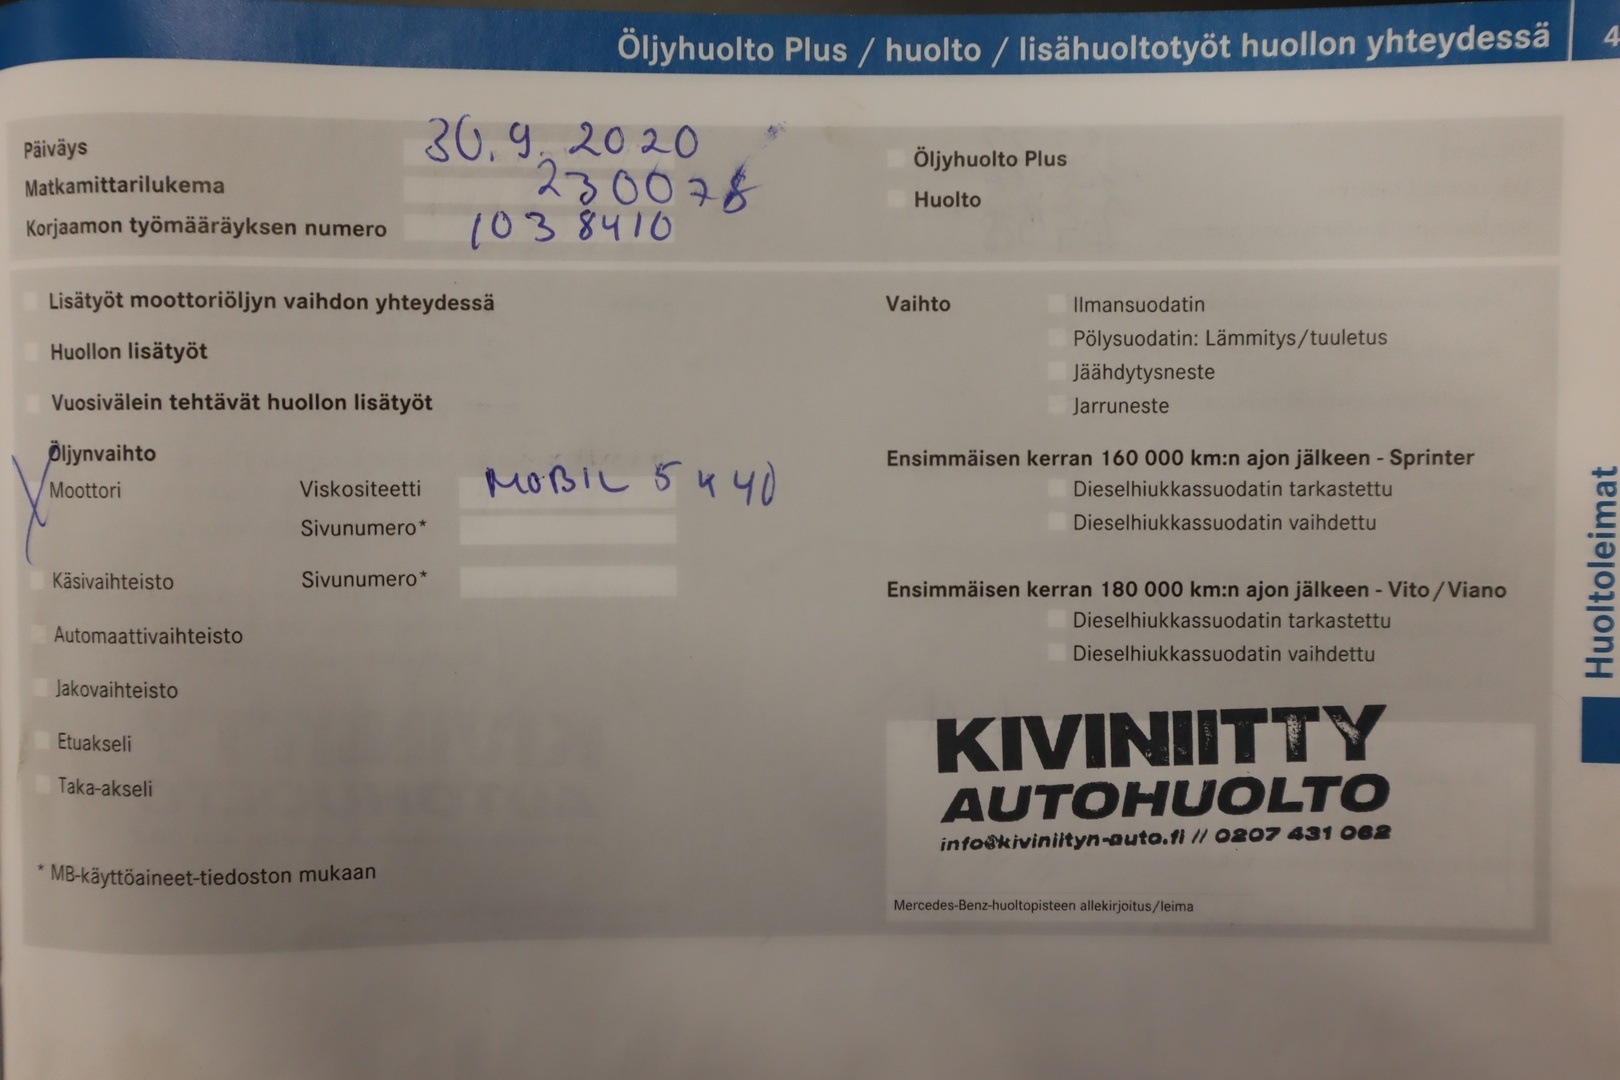 Öljyhuolto Plus / huolto / lisähuoltotyöt huollon yhteydessä 4
Päiväys 30.9.2020
Matkamittarilukema
Korjaamon työmääräyksen numero 1038410
Öljyhuolto Plus
Huolto
Lisätyöt moottoriöljyn vaihdon yhteydessä
Huollon lisätyöt
Vuosivälein tehtävät huollon lisätyöt
Öljynvaihto
Moottori Viskositeetti MOBIL 5 W 40
Sivunumero*
Käsivaihteisto Sivunumero*
Automaattivaihteisto
Jakovaihteisto
Etuakseli
Taka-akseli
* MB-käyttöaineet-tiedoston mukaan
Vaihto Ilmansuodatin
Pölysuodatin: Lämmitys/tuuletus
Jäähdytysneste
Jarruneste
Ensimmäisen kerran 160 000 km:n ajon jälkeen - Sprinter
Dieselhiukkassuodatin tarkastettu
Dieselhiukkassuodatin vaihdettu
Ensimmäisen kerran 180 000 km:n ajon jälkeen - Vito / Viano
Dieselhiukkassuodatin tarkastettu
Dieselhiukkassuodatin vaihdettu
KIVINIITTY
AUTOHUOLTO
info@kiviniityn-auto.fi // 0207 431 062
Mercedes-Benz-huoltopisteen allekirjoitus/leima
Huoltoleimat